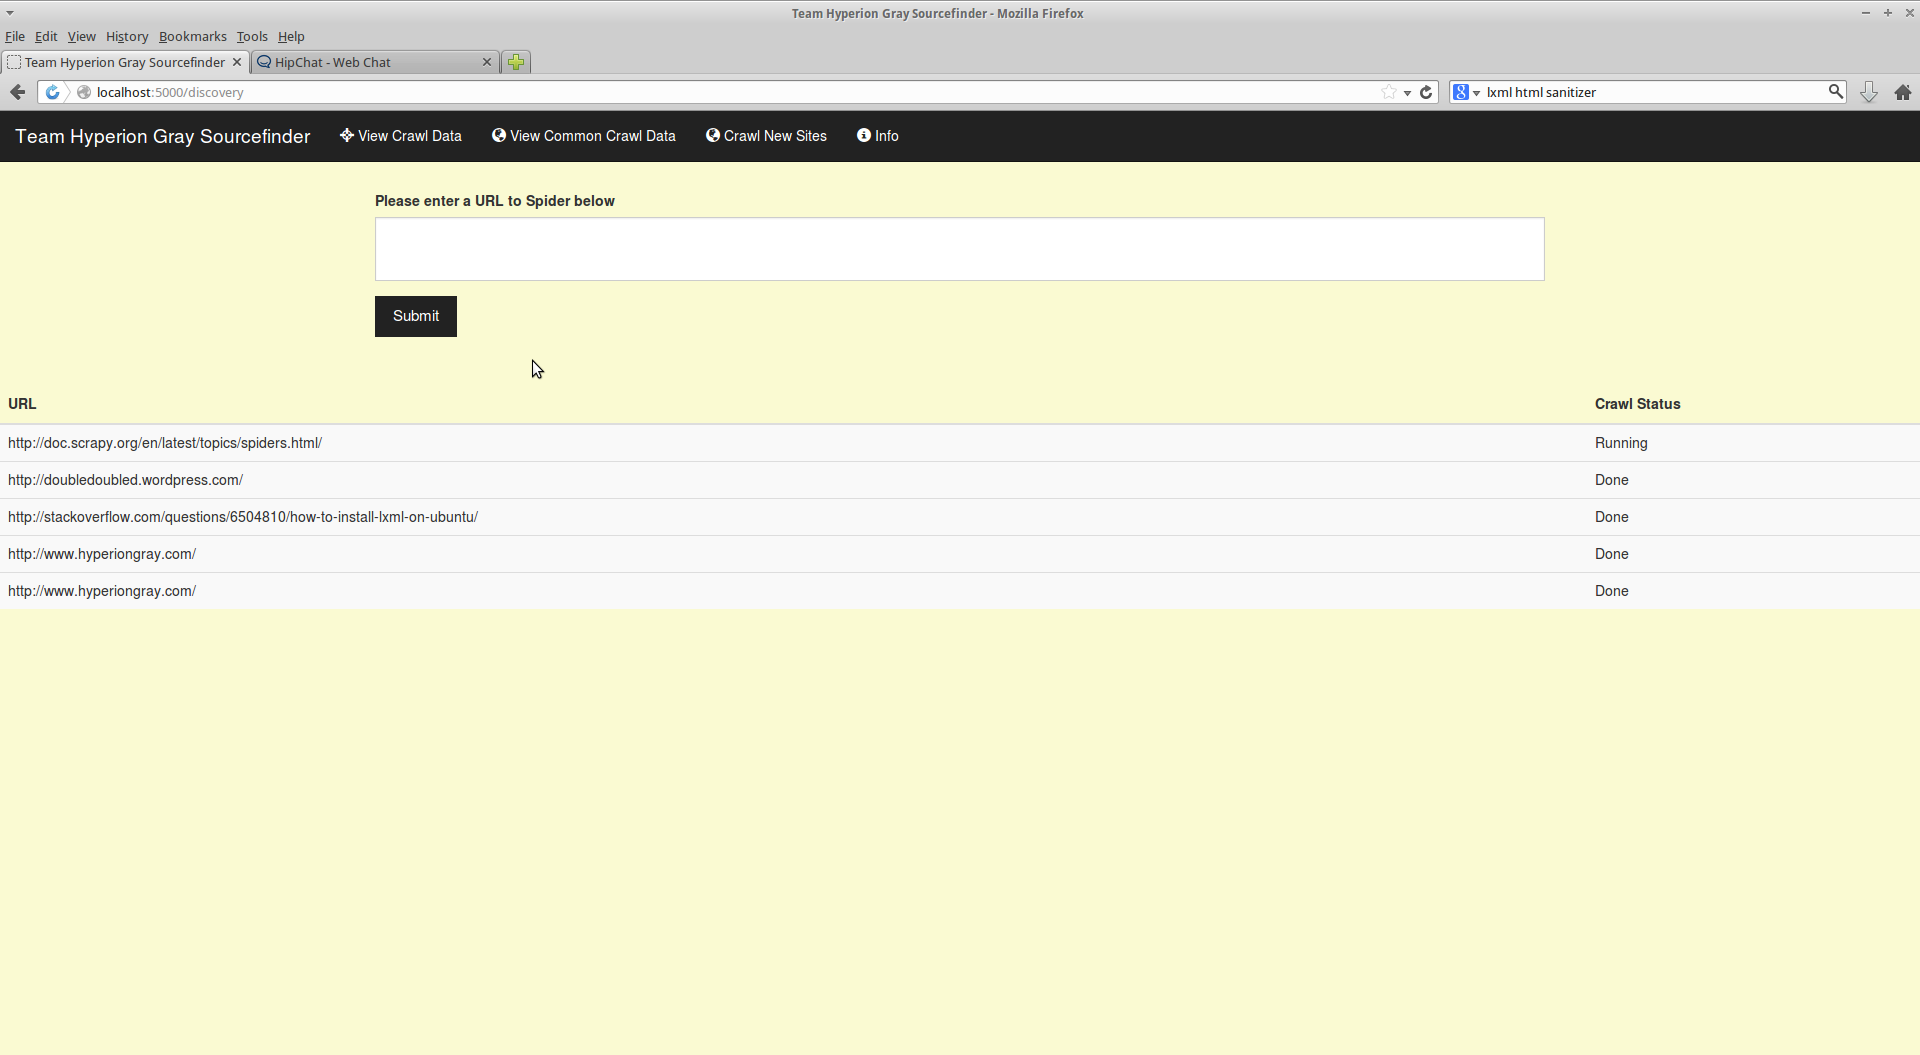 Team Hyperion Gray Sourcefinder - Mozilla Firefox
File Edit View History Bookmarks Tools Help
Team Hyperion Gray Sourcefinder HipChat - Web Chat
localhost:5000/discovery lxml html sanitizer
Team Hyperion Gray Sourcefinder View Crawl Data View Common Crawl Data Crawl New Sites Info
Please enter a URL to Spider below
Submit
URL Crawl Status
http://doc.scrapy.org/en/latest/topics/spiders.html/ Running
http://doubledoubled.wordpress.com/ Done
http://stackoverflow.com/questions/6504810/how-to-install-lxml-on-ubuntu/ Done
http://www.hyperiongray.com/ Done
http://www.hyperiongray.com/ Done